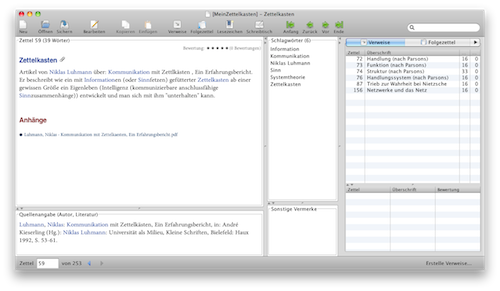 [MeinZettelkasten] - Zettelkasten
Neu Öffnen Sichern Bearbeiten Kopieren Einfügen Verweise Folgezettel Lesezeichen Schreibtisch Anfang Zurück Vor Ende
Zettel 59 (39 Wörter)
Bewertung: (0 Bewertungen)
Zettelkasten
Artikel von Niklas Luhmann über: Kommunikation mit Zettelkästen , Ein Erfahrungsbericht.
Er beschreibt wie ein mit Informationen (oder Sinnfetzen) gefütterter Zettelkasten ab einer
gewissen Größe ein Eigenleben (Intelligenz (kommunizierbare anschlussfähige
Sinnzusammenhänge)) entwickelt und man sich mit ihm "unterhalten" kann.
Anhänge
Luhmann, Niklas - Kommunikation mit Zettelkästen, Ein Erfahrungsbericht.pdf
Quellenangabe (Autor, Literatur)
Luhmann, Niklas: Kommunikation mit Zettelkästen, Ein Erfahrungsbericht, in: André
Kieserling (Hg.): Niklas Luhmann: Universität als Milieu, Kleine Schriften, Bielefeld: Haux
1992, S. 53-61.
Schlagwörter (6)
Information
Kommunikation
Niklas Luhmann
Sinn
Systemtheorie
Zettelkasten
Sonstige Vermerke
Verweise Folgezettel
Zettel Überschrift
72 Handlung (nach Parsons) 16 0
73 Funktion (nach Parsons) 16 0
74 Struktur (nach Parsons) 33 0
76 Handlungssystem (nach Parsons) 16 0
87 Trieb zur Wahrheit bei Nietzsche 16 0
156 Netzwerke und das Netz 16 0
Zettel Überschrift Bewertung
Zettel 59 von 253
Erstelle Verweise...